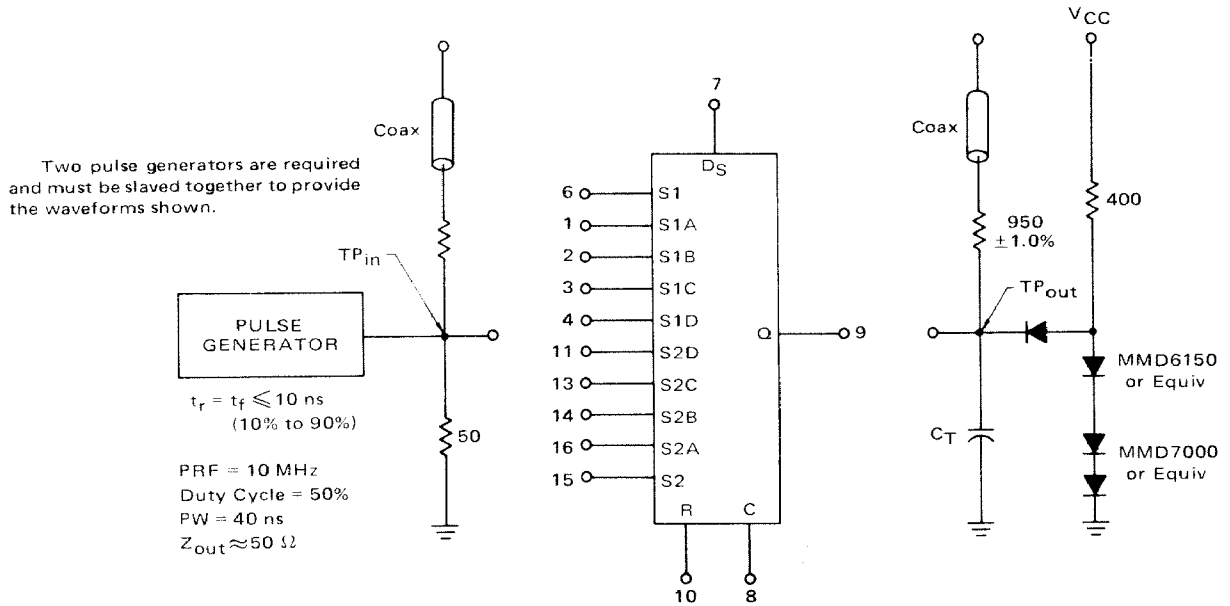 Two pulse generators are required
and must be slaved together to provide
the waveforms shown.
Coax
TPin
PULSE
GENERATOR
tr = tf ⩽ 10 ns
(10% to 90%)
PRF = 10 MHz
Duty Cycle = 50%
PW = 40 ns
Zout ≈ 50 Ω
50
7
DS
6 S1
1 S1A
2 S1B
3 S1C
4 S1D
11 S2D
13 S2C
14 S2B
16 S2A
15 S2
Q 9
R C
10 8
VCC
Coax
400
950
±1.0%
TPout
MMD6150
or Equiv
CT
MMD7000
or Equiv